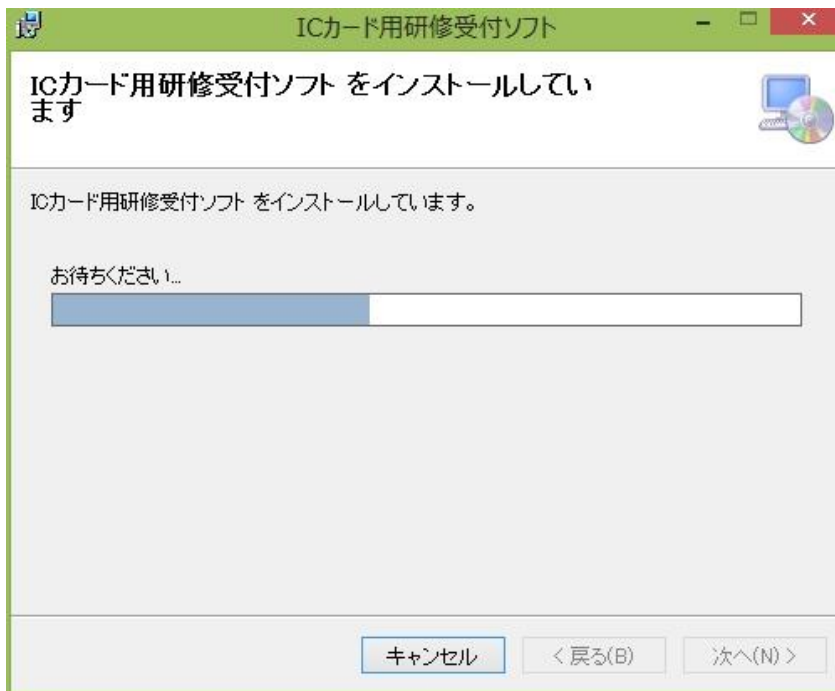 ICカード用研修受付ソフト
ICカード用研修受付ソフト をインストールしてい
ます
ICカード用研修受付ソフト をインストールしています。
お待ちください...
キャンセル
< 戻る(B)
次へ(N) >